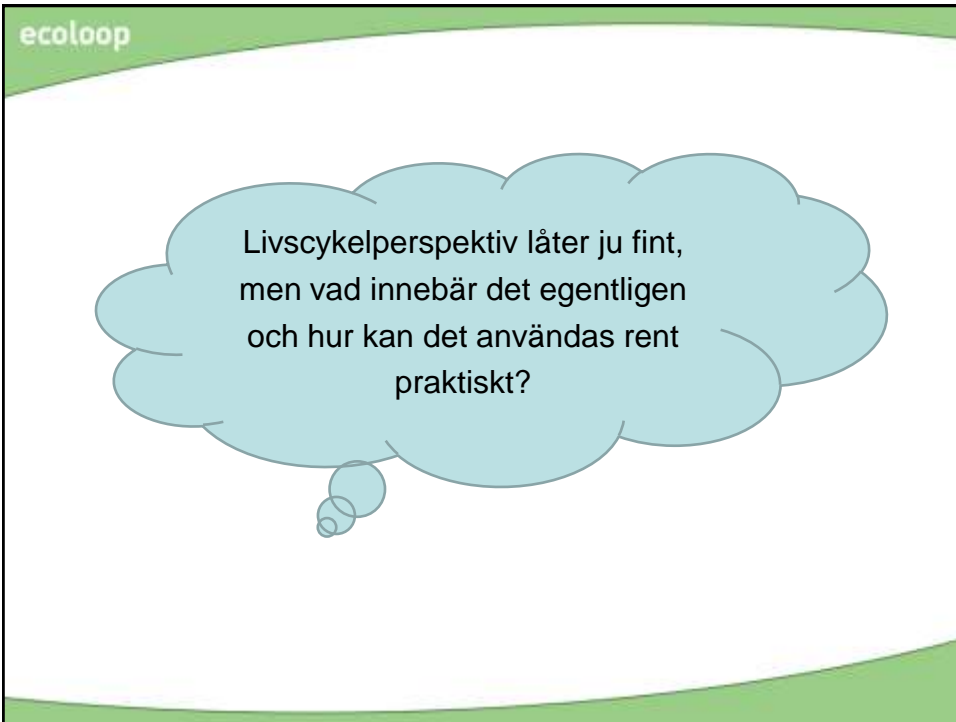 ecoloop
Livscykelperspektiv låter ju fint,
men vad innebär det egentligen
och hur kan det användas rent
praktiskt?